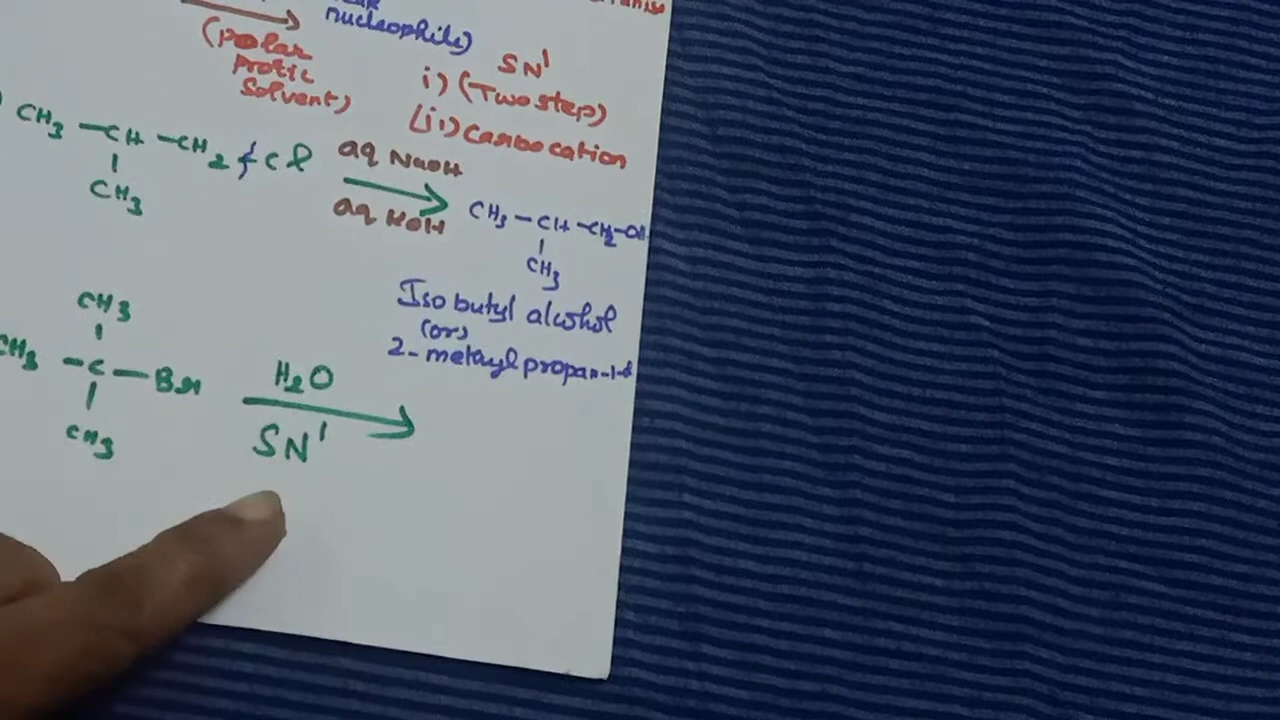 nucleophile)
(polar
Protic
Solvent)
SN¹
i) (Two step)
(ii) carbocation
CH₃ — CH — CH₂ Cl
CH₃
aq NaOH
aq KOH
CH₃ — CH — CH₂ — OH
CH₃
Iso butyl alcohol
(or)
2- methyl propan-1-ol
CH₃
CH₃ — C — Br
CH₃
H₂O
SN¹